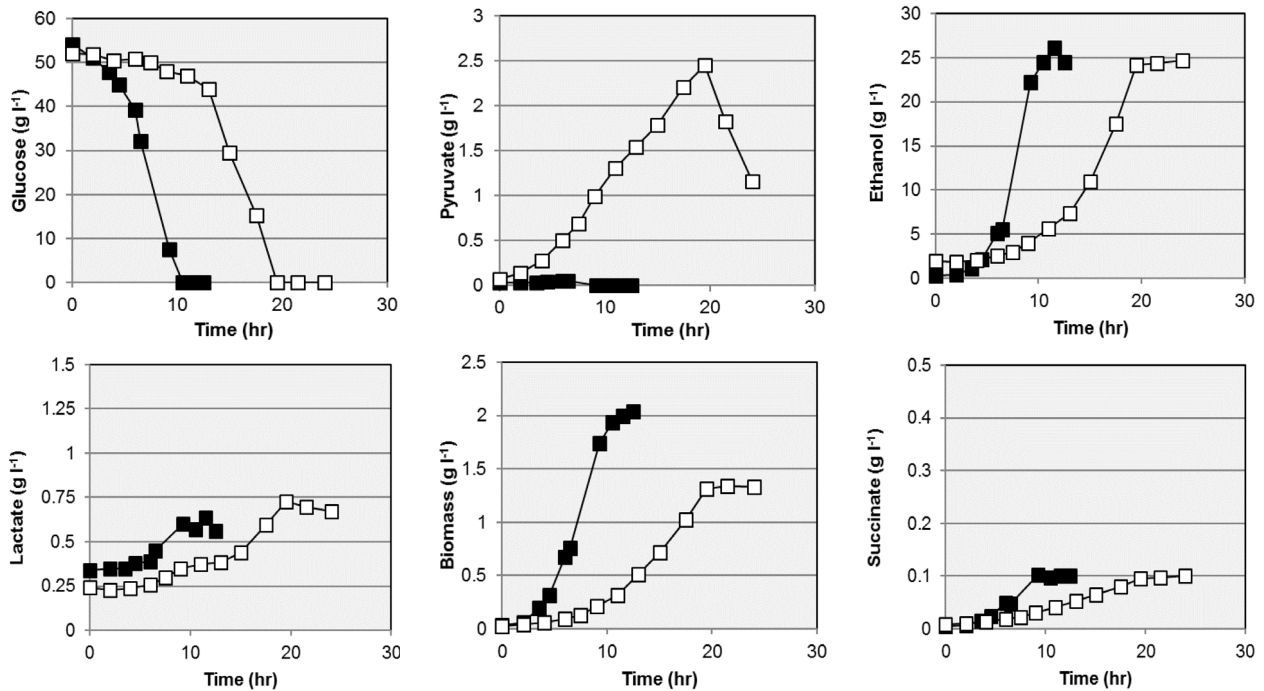 60
50
40
30
20
10
0
Glucose (g l⁻¹)
0 10 20 30
Time (hr)
3
2.5
2
1.5
1
0.5
0
Pyruvate (g l⁻¹)
0 10 20 30
Time (hr)
30
25
20
15
10
5
0
Ethanol (g l⁻¹)
0 10 20 30
Time (hr)
1.5
1.25
1
0.75
0.5
0.25
0
Lactate (g l⁻¹)
0 10 20 30
Time (hr)
2.5
2
1.5
1
0.5
0
Biomass (g l⁻¹)
0 10 20 30
Time (hr)
0.5
0.4
0.3
0.2
0.1
0
Succinate (g l⁻¹)
0 10 20 30
Time (hr)